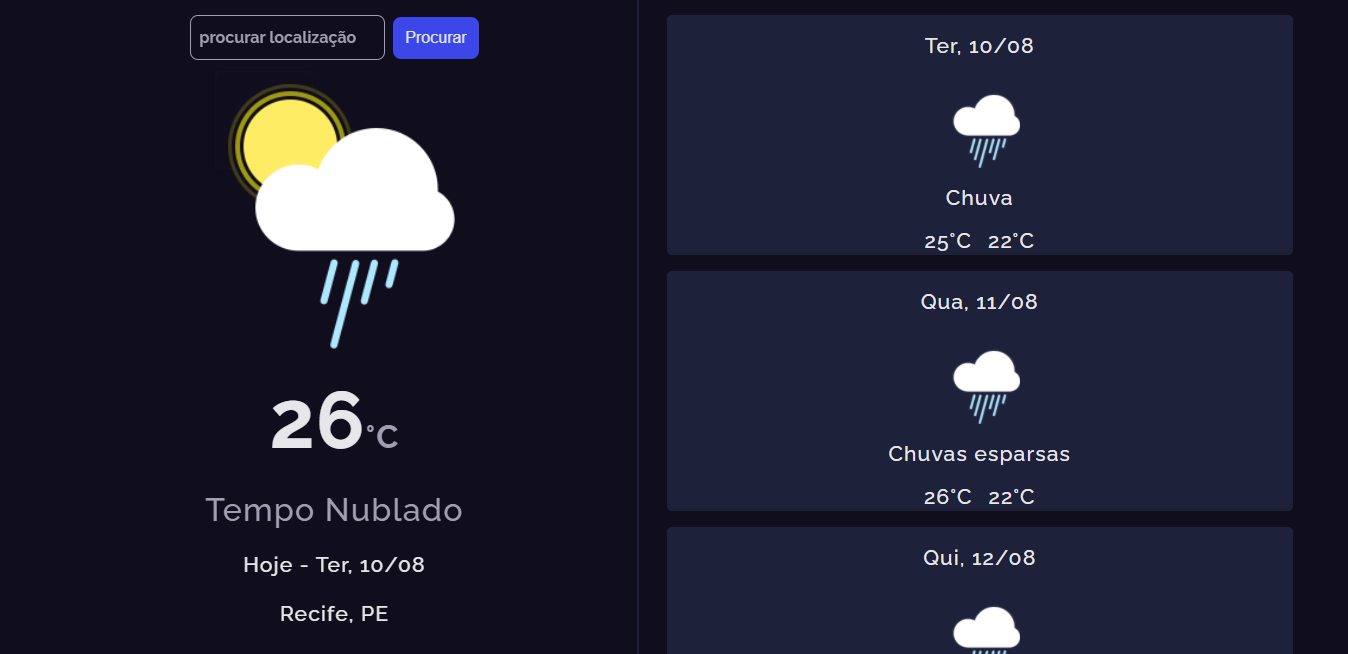 procurar localização
Procurar
26°C
Tempo Nublado
Hoje - Ter, 10/08
Recife, PE
Ter, 10/08
Chuva
25°C 22°C
Qua, 11/08
Chuvas esparsas
26°C 22°C
Qui, 12/08